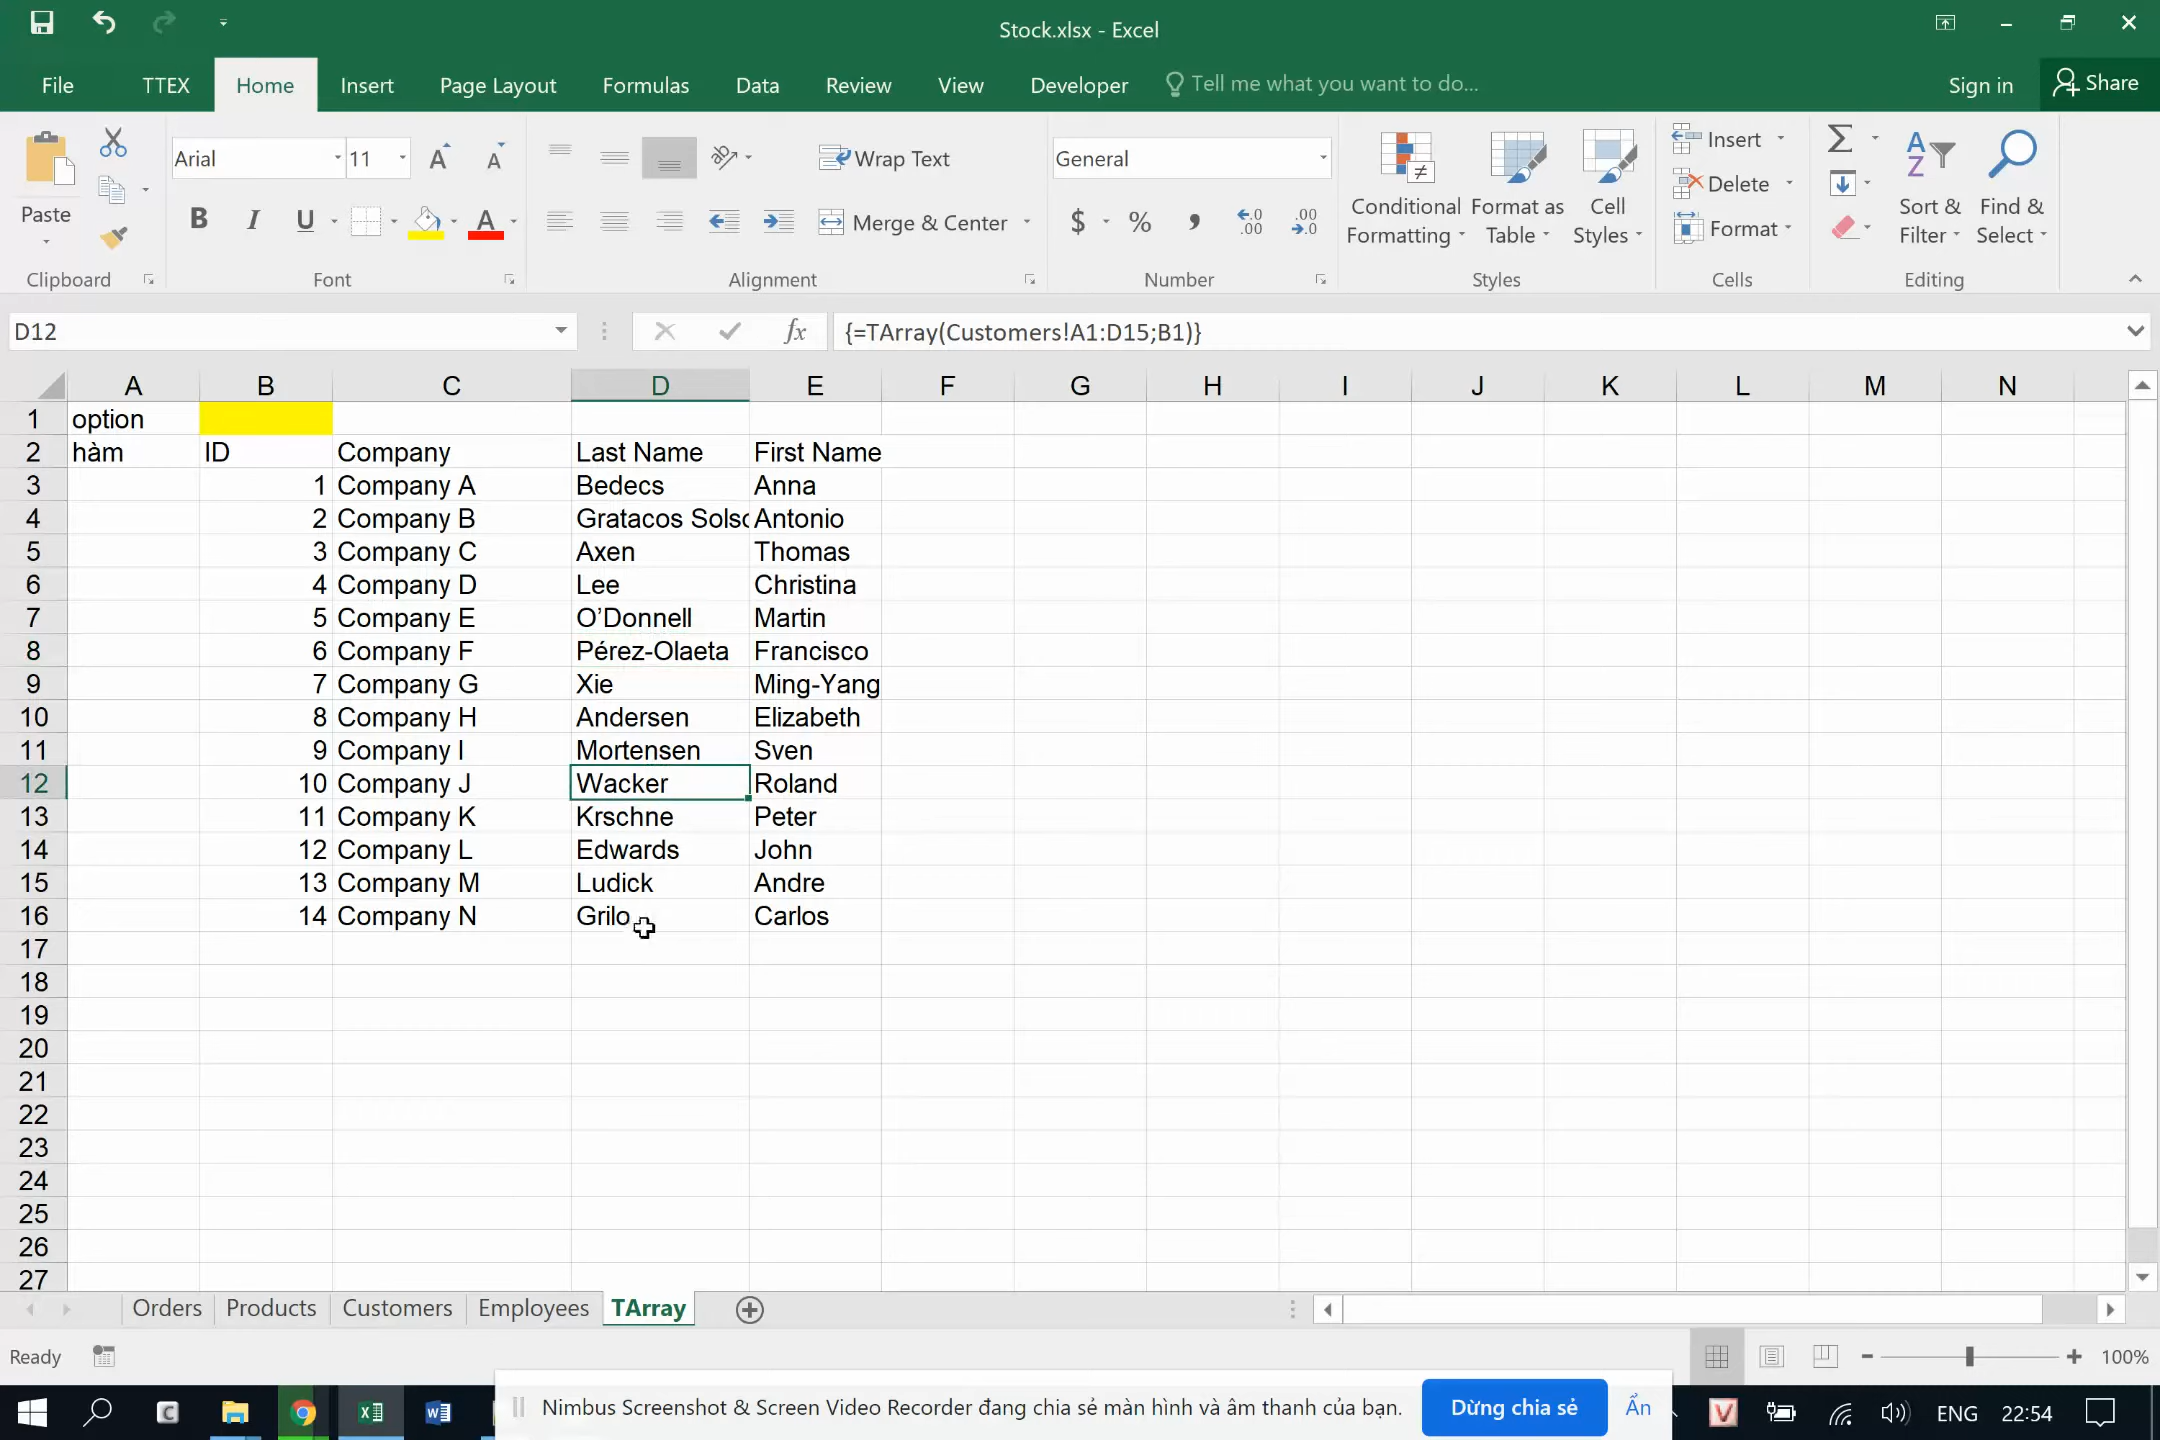 Stock.xlsx - Excel
File TTEX Home Insert Page Layout Formulas Data Review View Developer Tell me what you want to do... Sign in Share
Paste
Clipboard
Arial 11
B I U A
Font
Wrap Text
Merge & Center
Alignment
General
$ % , .00 .0
Number
Conditional Formatting
Format as Table
Cell Styles
Styles
Insert
Delete
Format
Cells
Sort & Filter
Find & Select
Editing
D12 fx {=TArray(Customers!A1:D15;B1)}
A B C D E F G H I J K L M N
1 option
2 hàm ID Company Last Name First Name
3 1 Company A Bedecs Anna
4 2 Company B Gratacos Solso Antonio
5 3 Company C Axen Thomas
6 4 Company D Lee Christina
7 5 Company E O’Donnell Martin
8 6 Company F Pérez-Olaeta Francisco
9 7 Company G Xie Ming-Yang
10 8 Company H Andersen Elizabeth
11 9 Company I Mortensen Sven
12 10 Company J Wacker Roland
13 11 Company K Krschne Peter
14 12 Company L Edwards John
15 13 Company M Ludick Andre
16 14 Company N Grilo Carlos
17
18
19
20
21
22
23
24
25
26
27
Orders Products Customers Employees TArray
Ready 100%
Nimbus Screenshot & Screen Video Recorder đang chia sẻ màn hình và âm thanh của bạn. Dừng chia sẻ Ẩn
ENG 22:54